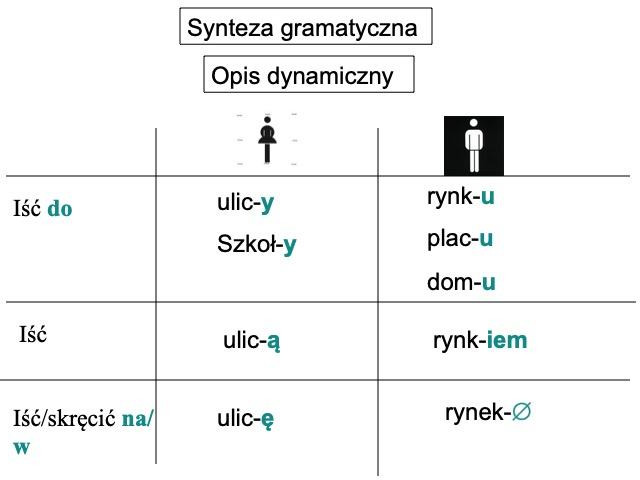 Synteza gramatyczna
Opis dynamiczny
Iść do
ulic-y
Szkoł-y
rynk-u
plac-u
dom-u
Iść
ulic-ą
rynk-iem
Iść/skręcić na/
w
ulic-ę
rynek-∅